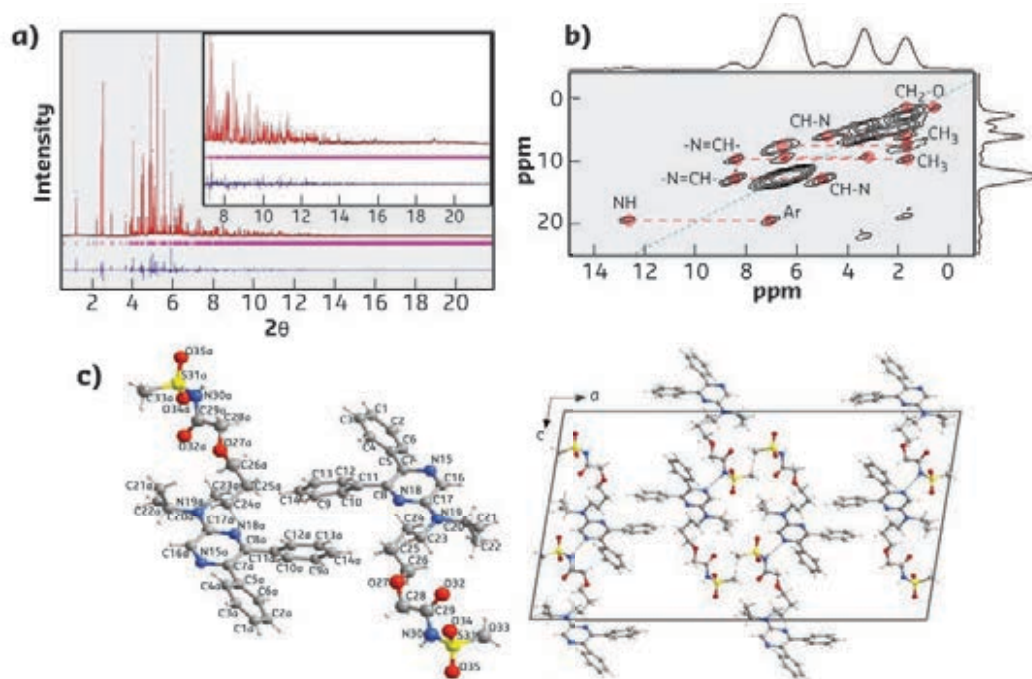 a)
Intensity
8 10 12 14 16 18 20
2 4 6 8 10 12 14 16 18 20
2θ
b)
ppm
0
10
20
CH2-O
CH-N
CH3
-N=CH-
CH3
-N=CH-
CH-N
NH
Ar
14 12 10 8 6 4 2 0
ppm
c)
O35a
S31a
C33a
N30a
O34a
C29a
C28a
O32a
O27a
C26a
C21a
C23a
C25a
N19a
C24a
C22a
C17a
N18a
C16a
C8a
N15a
C7a
C11a
C12a
C13a
C14a
C10a
C9a
C5a
C4a
C6a
C3a
C2a
C1a
C1
C2
C3
C4
C6
C5
N15
C13
C12
C11
C16
C9
C10
C8
N18
C17
N19
C20
C21
C22
C24
C23
C25
C26
O27
O32
C28
C29
O34
O33
N30
O35
a
c